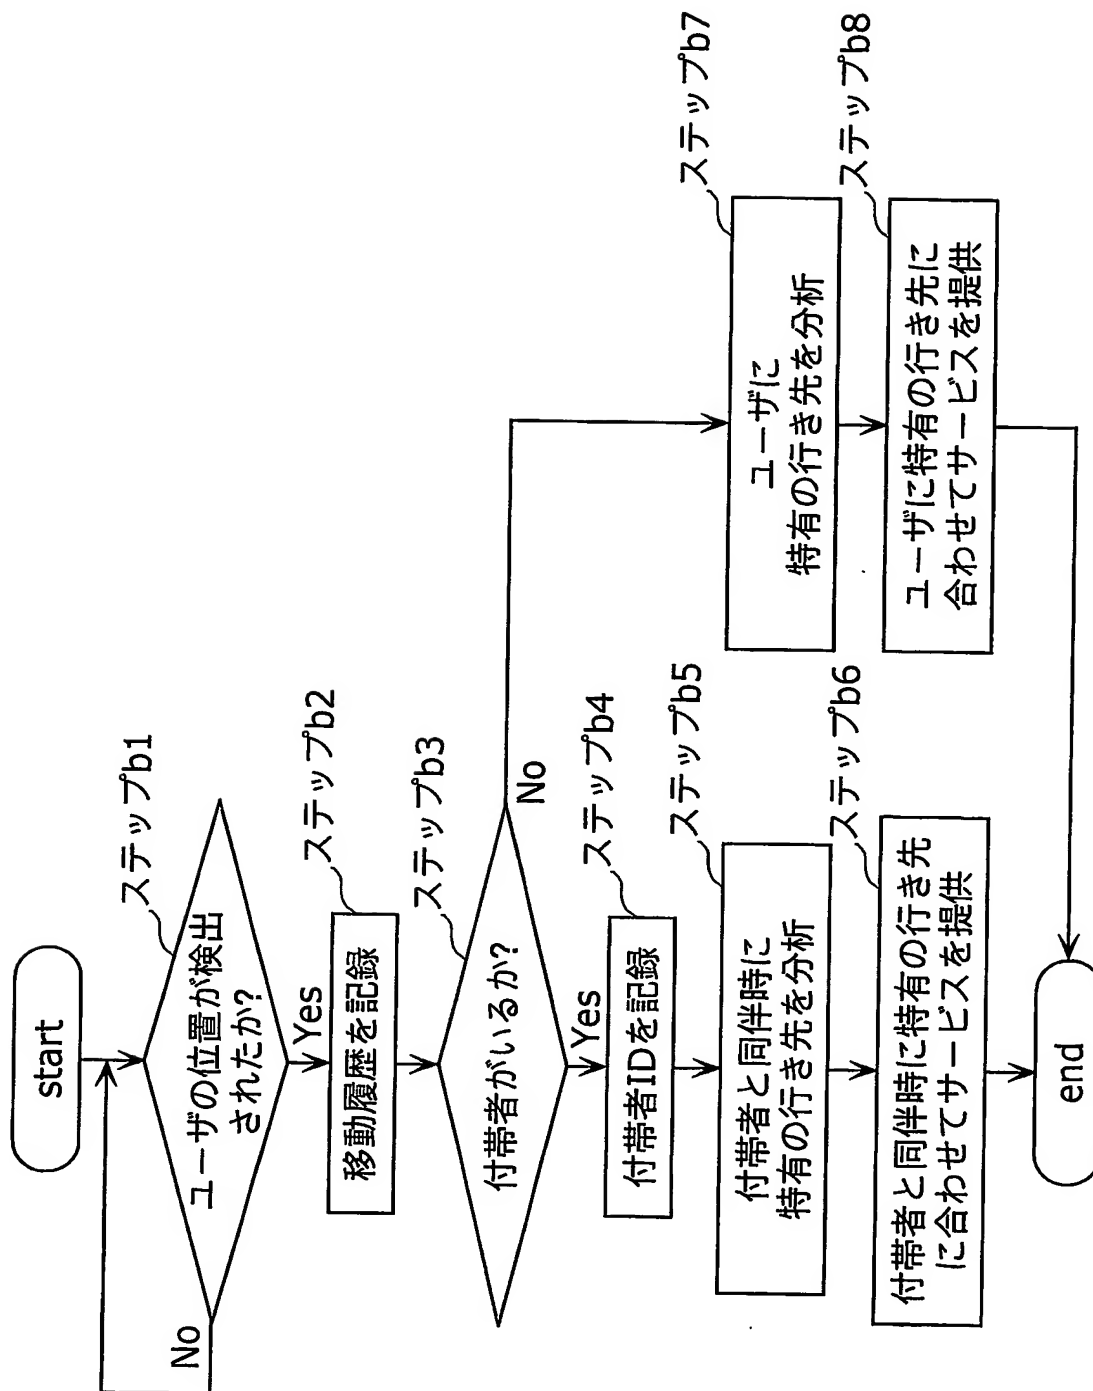 start
ステップb1
ユーザの位置が検出
されたか?
No
Yes
ステップb2
移動履歴を記録
ステップb3
付帯者がいるか?
No
Yes
ステップb4
付帯者IDを記録
ステップb5
付帯者と同伴時に
特有の行き先を分析
ステップb6
付帯者と同伴時に特有の行き先
に合わせてサービスを提供
ステップb7
ユーザに
特有の行き先を分析
ステップb8
ユーザに特有の行き先に
合わせてサービスを提供
end